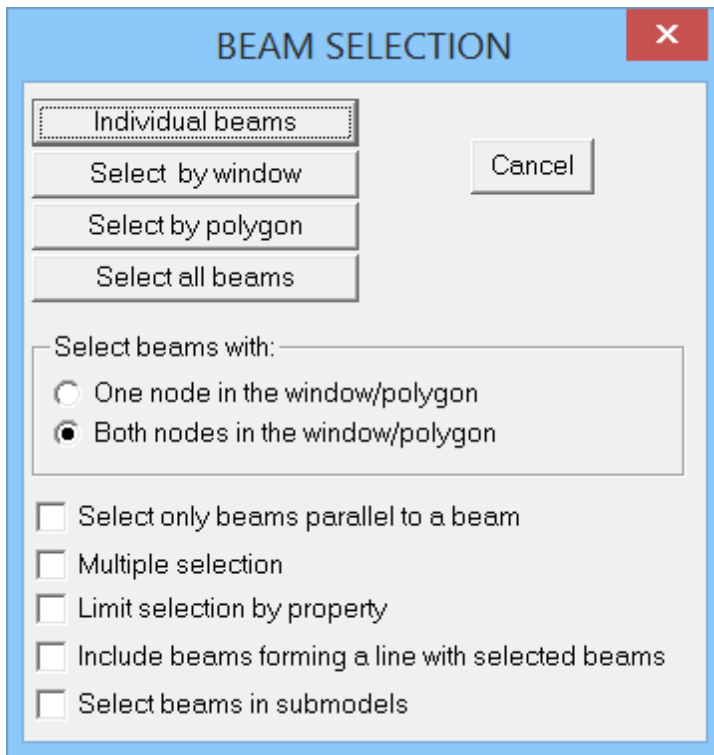 BEAM SELECTION
Individual beams
Select by window
Cancel
Select by polygon
Select all beams
Select beams with:
One node in the window/polygon
Both nodes in the window/polygon
Select only beams parallel to a beam
Multiple selection
Limit selection by property
Include beams forming a line with selected beams
Select beams in submodels